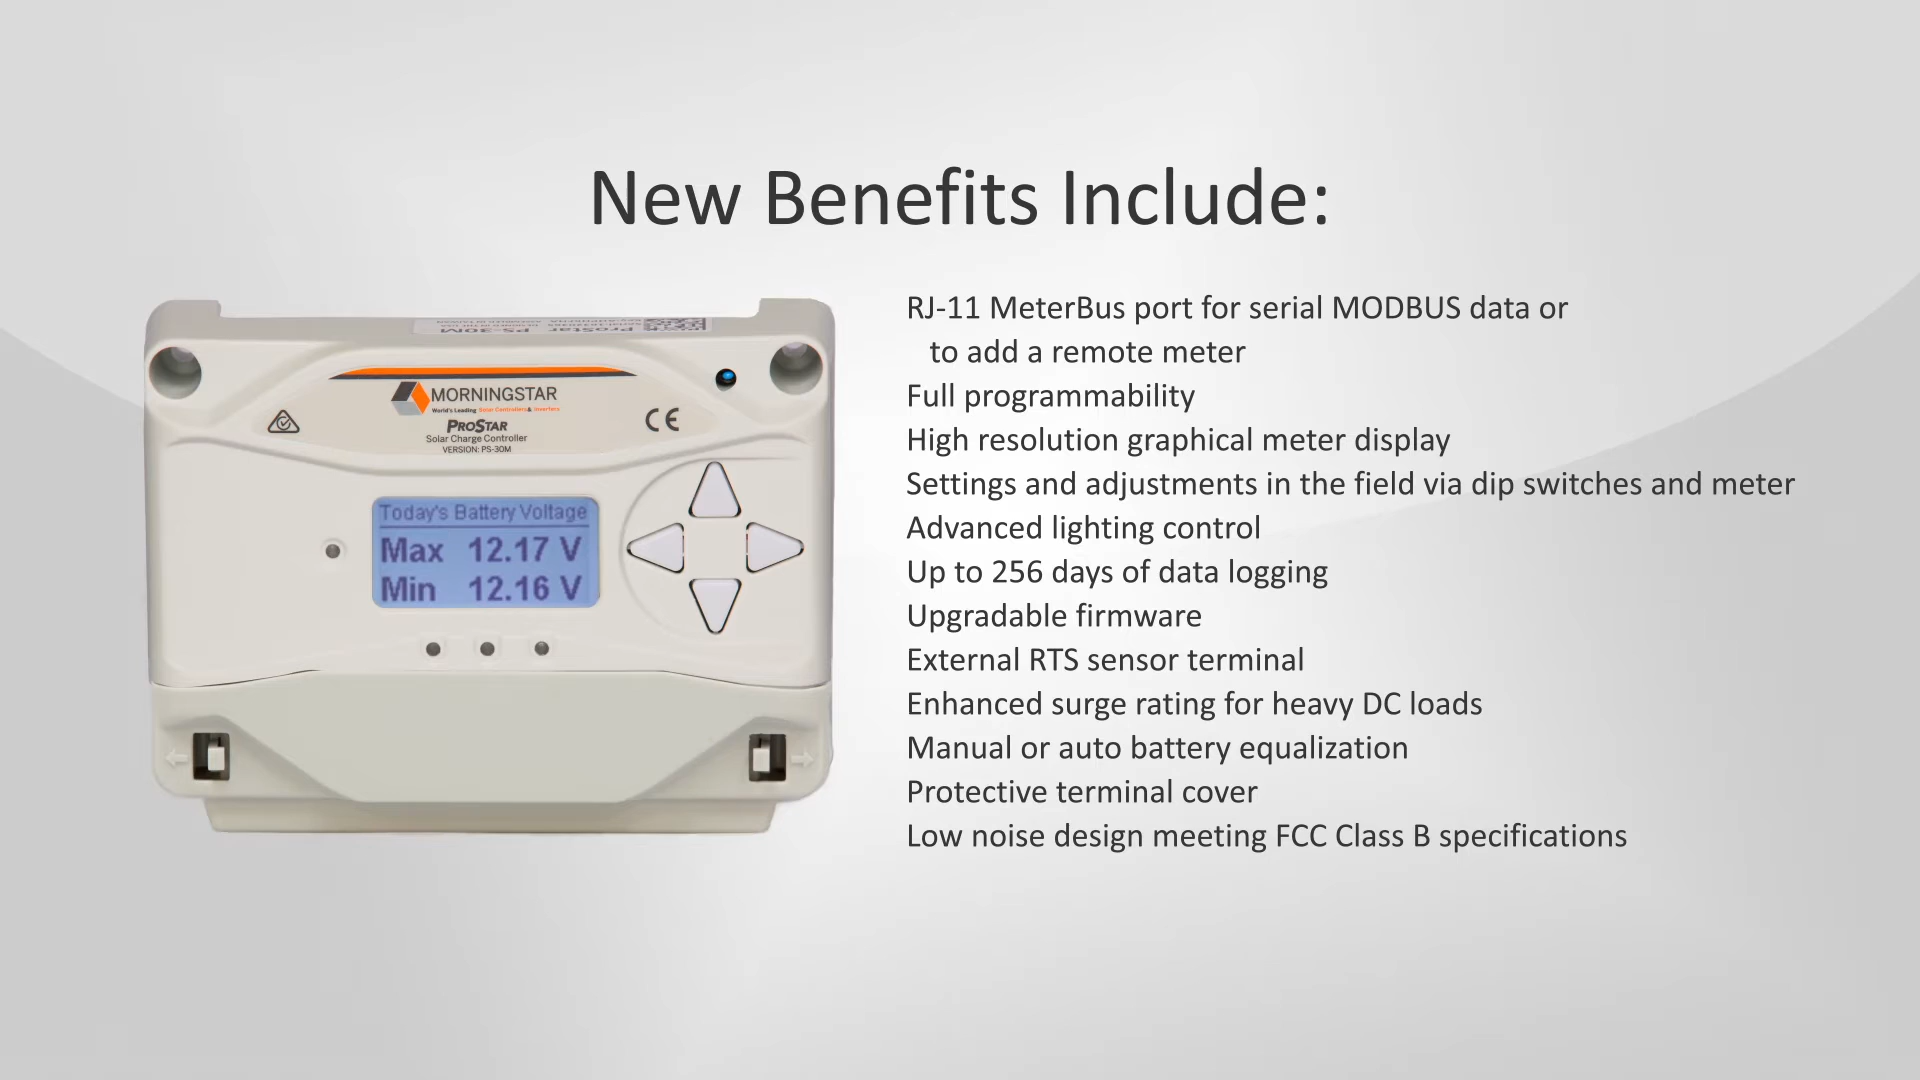 New Benefits Include:
ProStar
PS-30M
MORNINGSTAR
World's Leading Solar Controllers & Inverters
PROSTAR
Solar Charge Controller
VERSION: PS-30M
CE
Today's Battery Voltage
Max 12.17 V
Min 12.16 V
RJ-11 MeterBus port for serial MODBUS data or
to add a remote meter
Full programmability
High resolution graphical meter display
Settings and adjustments in the field via dip switches and meter
Advanced lighting control
Up to 256 days of data logging
Upgradable firmware
External RTS sensor terminal
Enhanced surge rating for heavy DC loads
Manual or auto battery equalization
Protective terminal cover
Low noise design meeting FCC Class B specifications